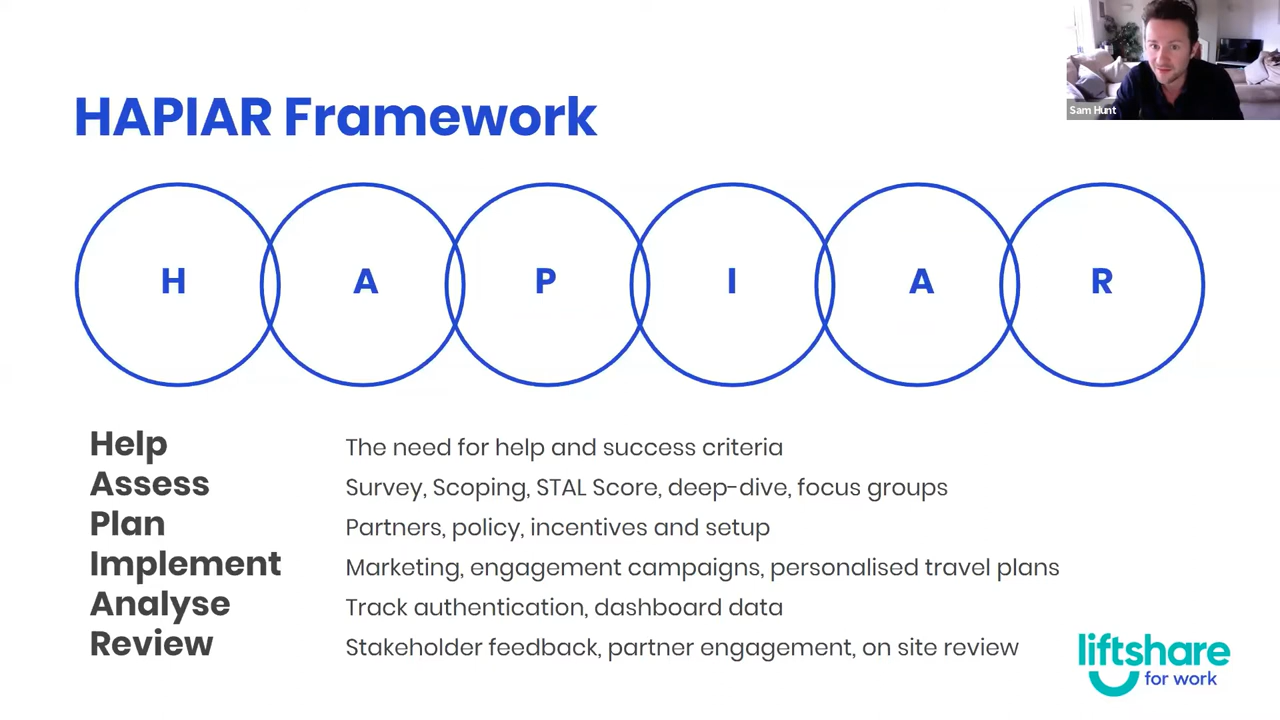 Sam Hunt
HAPIAR Framework
H A P I A R
Help The need for help and success criteria
Assess Survey, Scoping, STAL Score, deep-dive, focus groups
Plan Partners, policy, incentives and setup
Implement Marketing, engagement campaigns, personalised travel plans
Analyse Track authentication, dashboard data
Review Stakeholder feedback, partner engagement, on site review
liftshare
for work